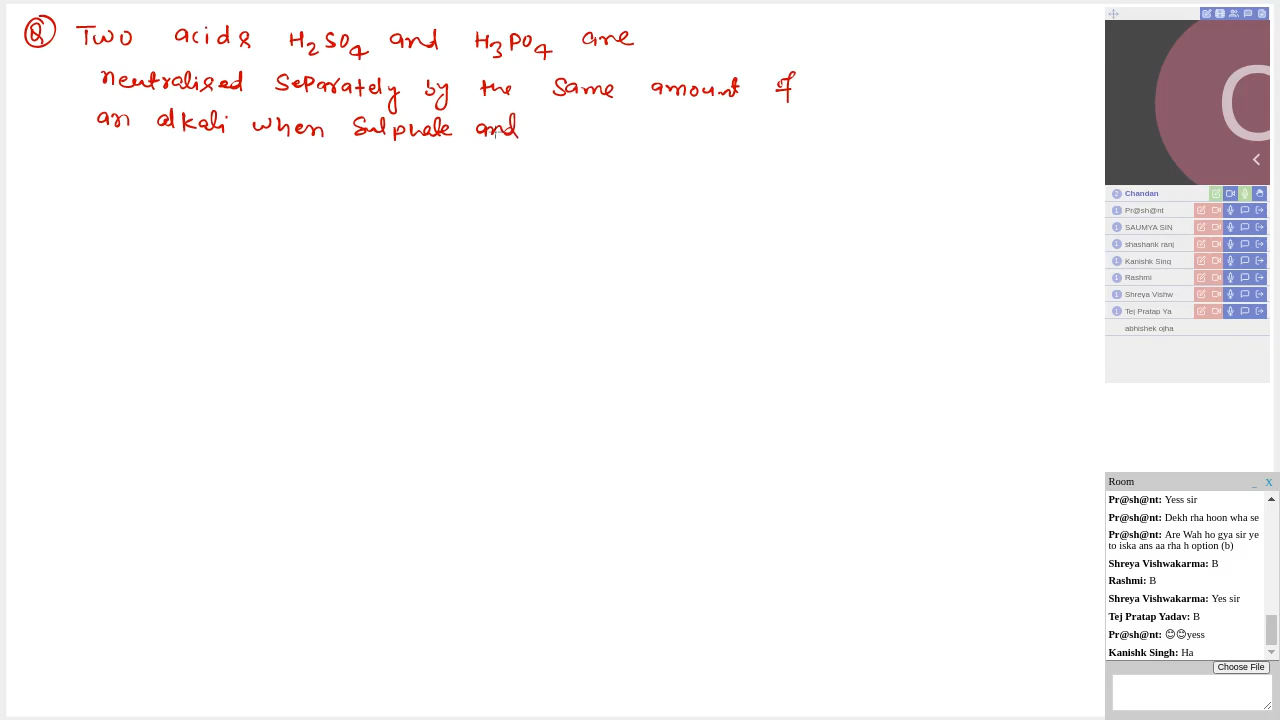 Q Two acids H2SO4 and H3PO4 are
neutralised separately by the same amount of
an alkali when sulphate and
C
Chandan
Pr@sh@nt
SAUMYA SIN
shashank ranj
Kanishk Sing
Rashmi
Shreya Vishw
Tej Pratap Ya
abhishek ojha
Room _ X
Pr@sh@nt: Yess sir
Pr@sh@nt: Dekh rha hoon wha se
Pr@sh@nt: Are Wah ho gya sir ye
to iska ans aa rha h option (b)
Shreya Vishwakarma: B
Rashmi: B
Shreya Vishwakarma: Yes sir
Tej Pratap Yadav: B
Pr@sh@nt: 😊😊yess
Kanishk Singh: Ha
Choose File